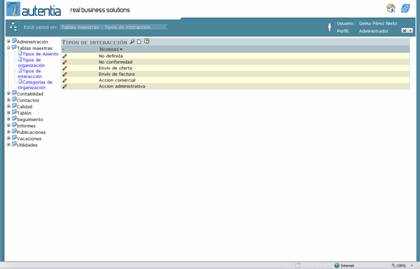 autentia real business solutions
Está usted en: Tablas maestras - Tipos de interacción.
Usuario: Gema Pérez Nieto
Perfil: Administrador
Administración
Tablas maestras
Tipos de Asiento
Tipos de organización
Tipos de interacción
Categorías de Organización
Contabilidad
Contactos
Calidad
Tablón
Seguimiento
Informes
Publicaciones
Vacaciones
Utilidades
TIPOS DE INTERACCIÓN
NOMBRE
No definida
No conformidad
Envío de oferta
Envío de factura
Accion comercial
Accion administrativa
Internet
100%